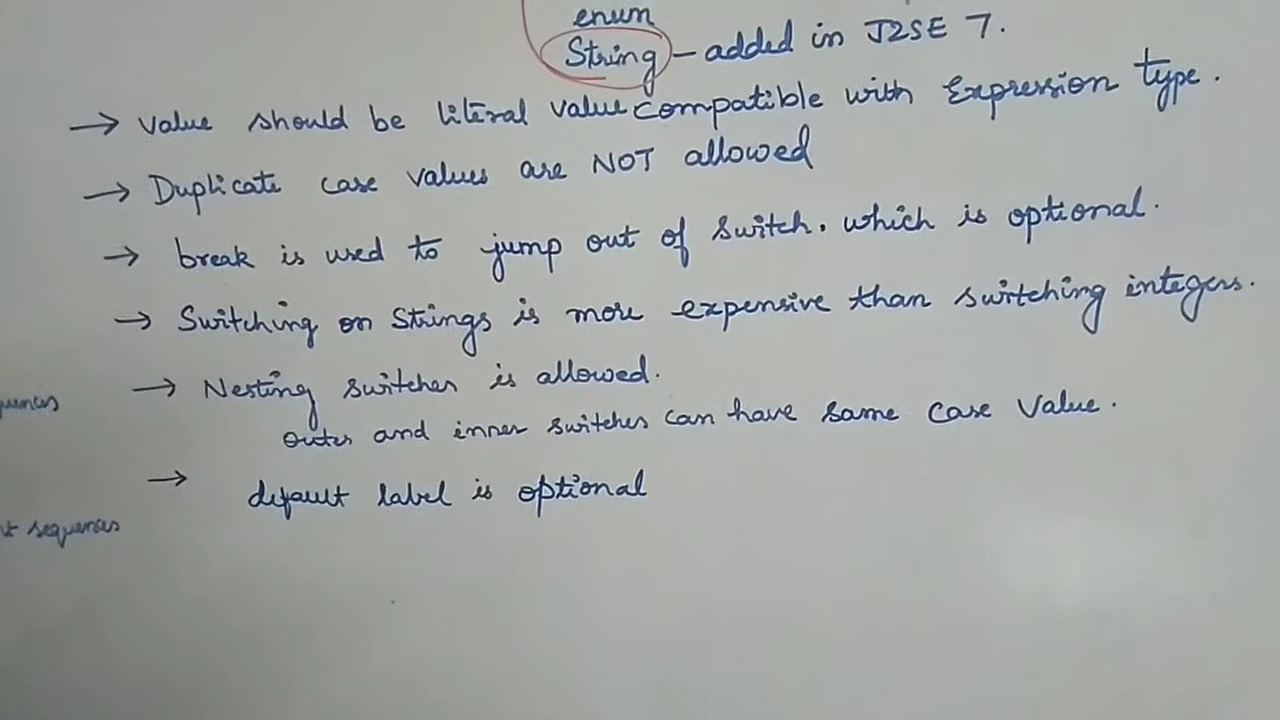 enum
String - added in J2SE 7.
→ value should be literal value compatible with Expression type.
→ Duplicate case values are NOT allowed
→ break is used to jump out of switch. which is optional.
→ Switching on Strings is more expensive than switching integers.
→ Nesting switches is allowed.
outer and inner switches can have same case value.
→ default label is optional
sequences